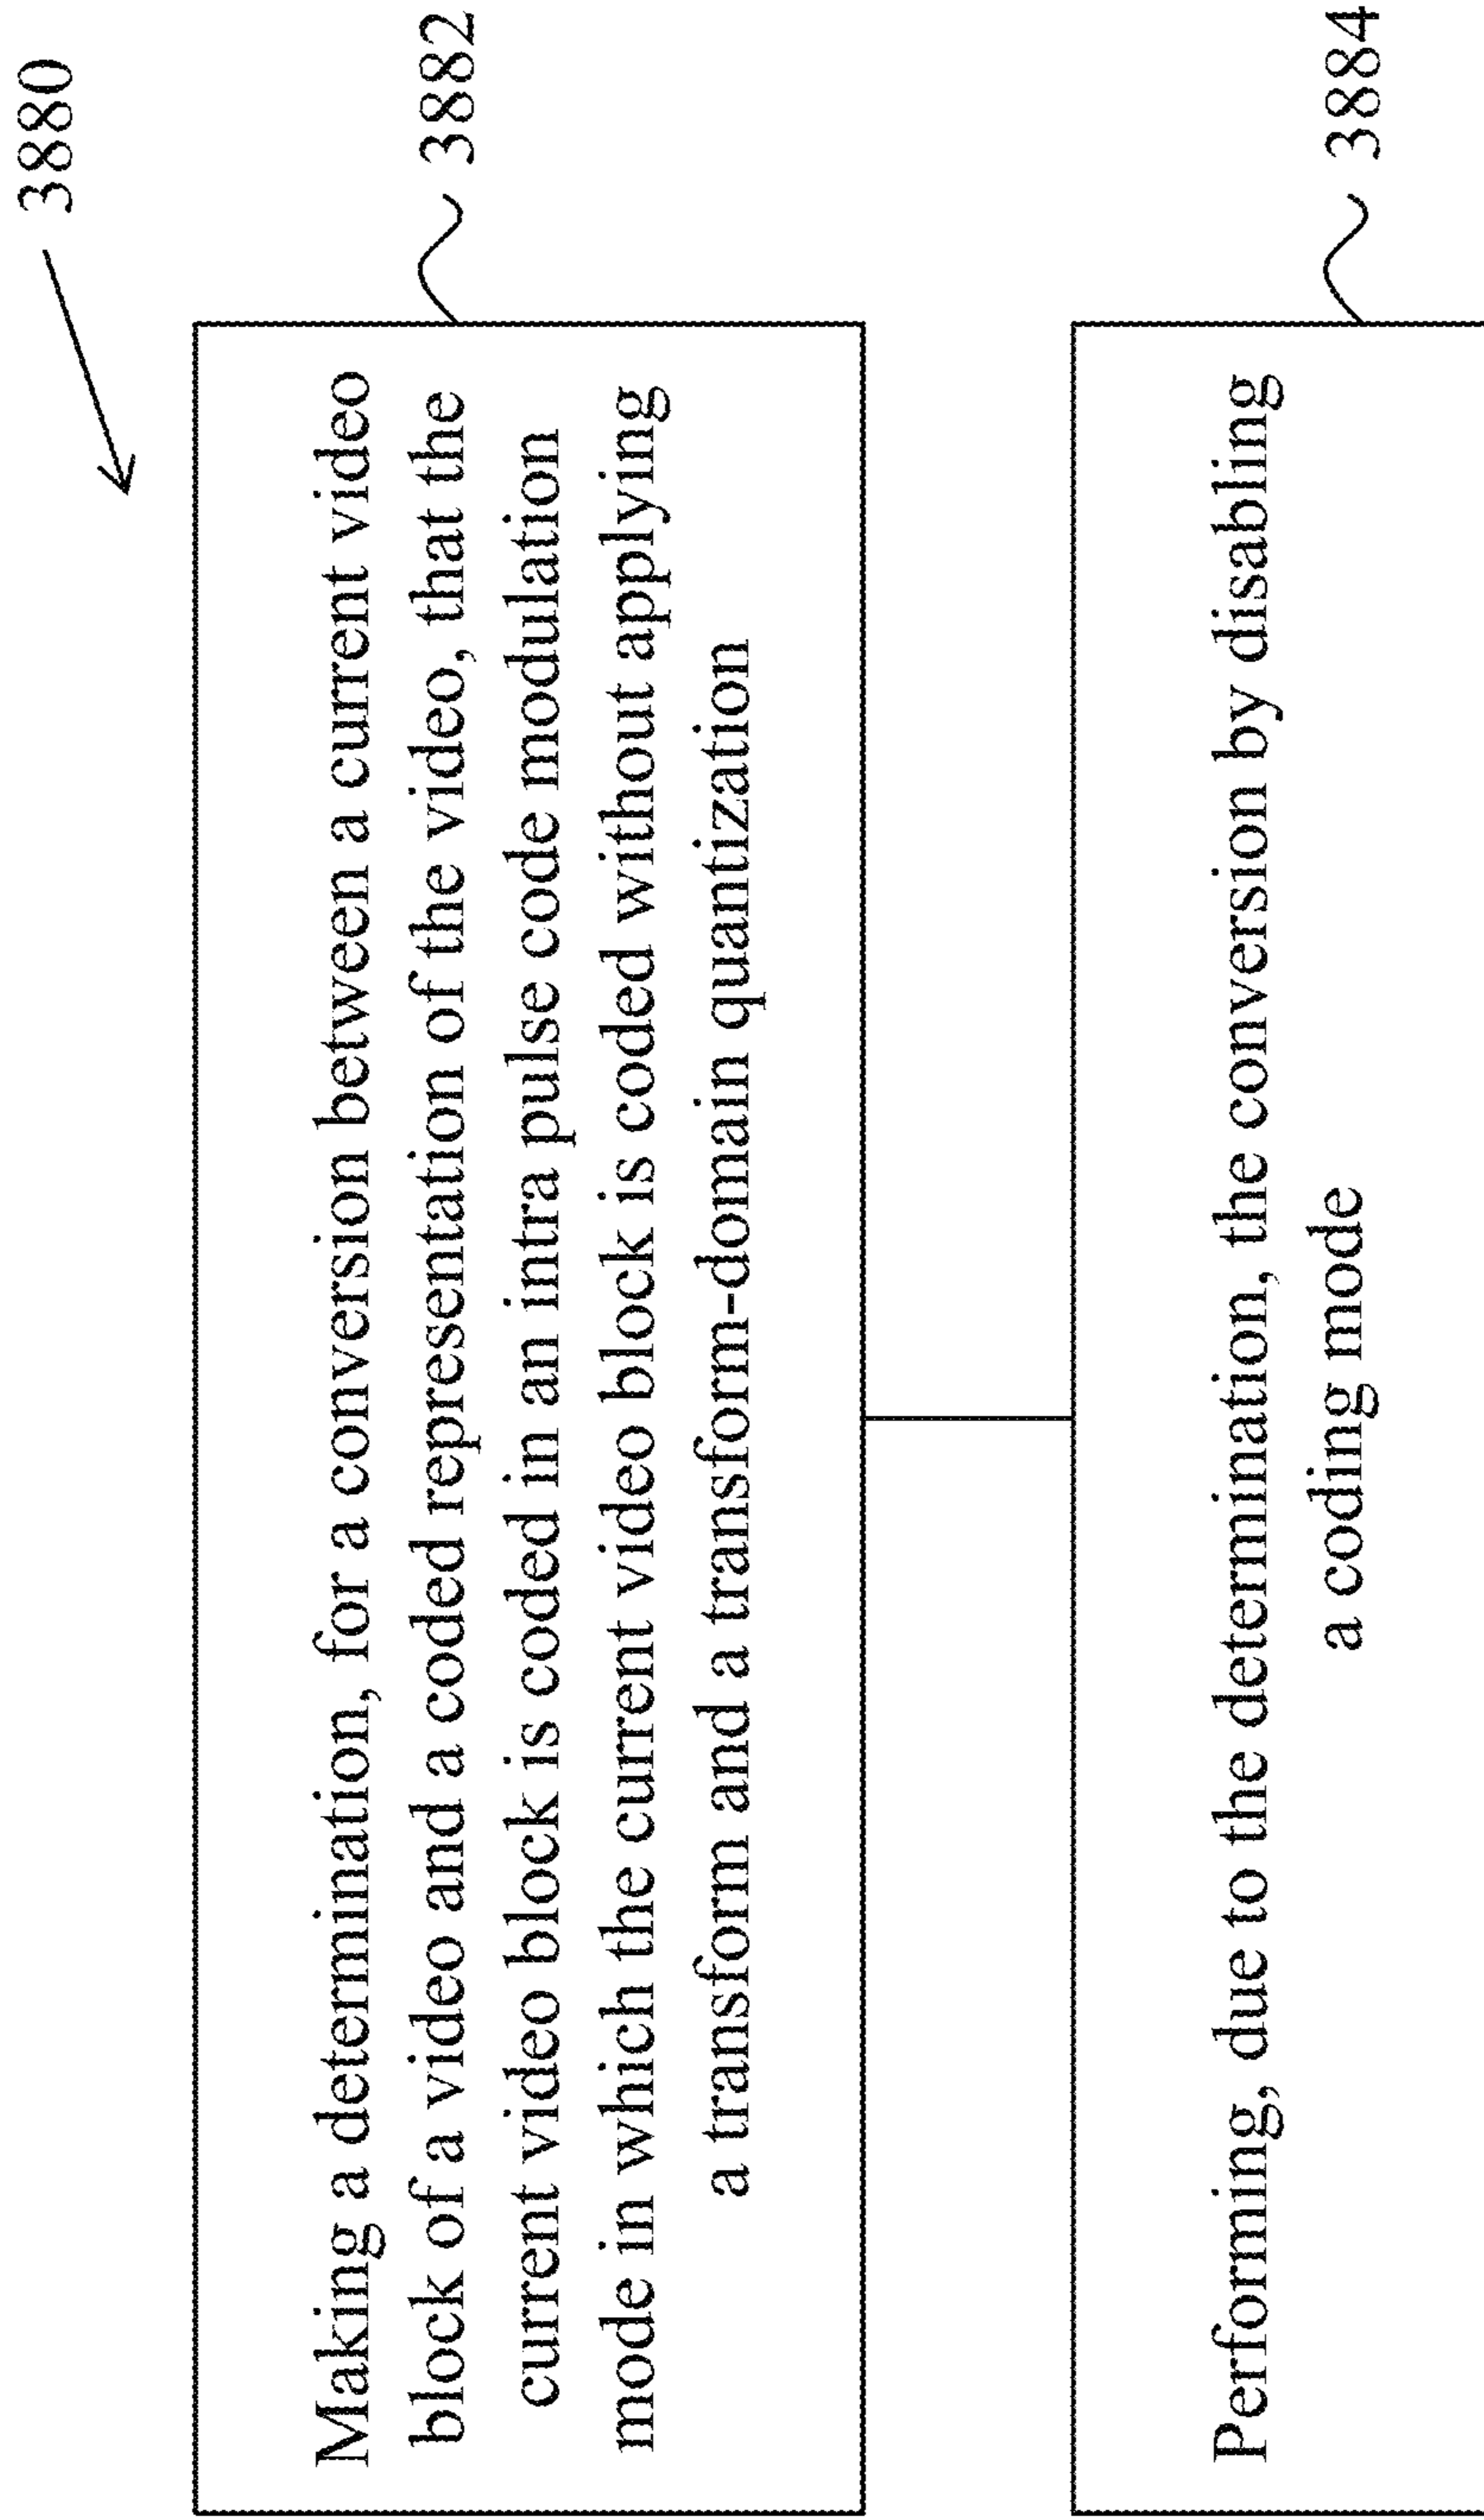 3880
Making a determination, for a conversion between a current video
block of a video and a coded representation of the video, that the
current video block is coded in an intra pulse code modulation
mode in which the current video block is coded without applying
a transform and a transform-domain quantization
3882
Performing, due to the determination, the conversion by disabling
a coding mode
3884